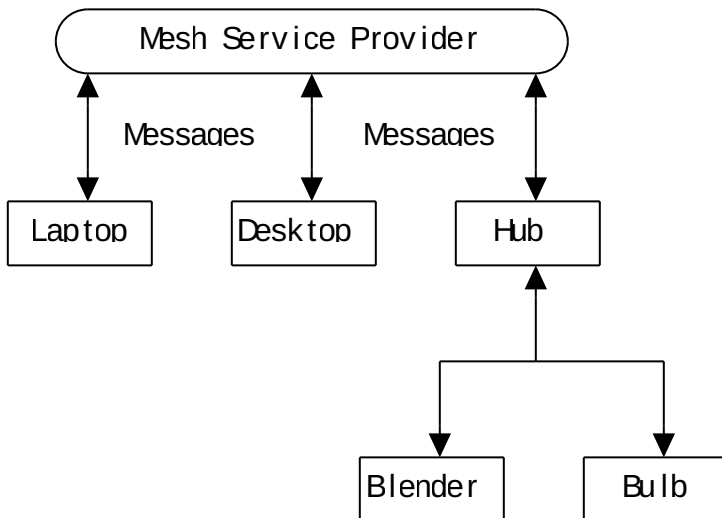 Mesh Service Provider
Messages
Messages
Laptop
Desktop
Hub
Blender
Bulb